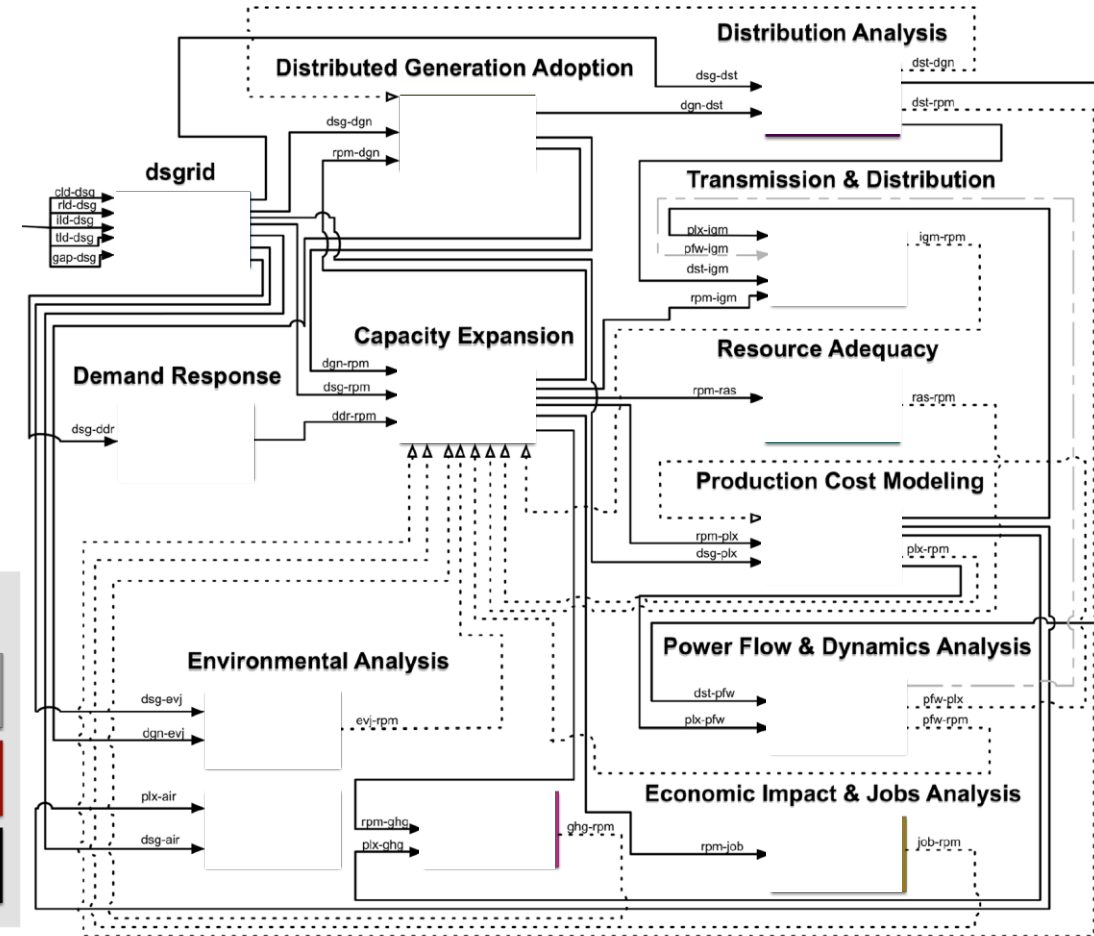 Distribution Analysis
dst-dgn
Distributed Generation Adoption
dsg-dst
dst-rpm
dgn-dst
dsg-dgn
rpm-dgn
dsgrid
Transmission & Distribution
cld-dsg
rld-dsg
ild-dsg
tld-dsg
gap-dsg
plx-igm
igm-rpm
pfw-igm
dst-igm
rpm-igm
Capacity Expansion
Resource Adequacy
Demand Response
dgn-rpm
dsg-rpm
rpm-ras
ras-rpm
ddr-rpm
dsg-ddr
Production Cost Modeling
rpm-plx
dsg-plx
plx-rpm
Power Flow & Dynamics Analysis
Environmental Analysis
dsg-evj
dst-pfw
pfw-plx
evj-rpm
plx-pfw
pfw-rpm
dgn-evj
Economic Impact & Jobs Analysis
plx-air
rpm-ghg
ghg-rpm
dsg-air
plx-ghg
rpm-job
job-rpm